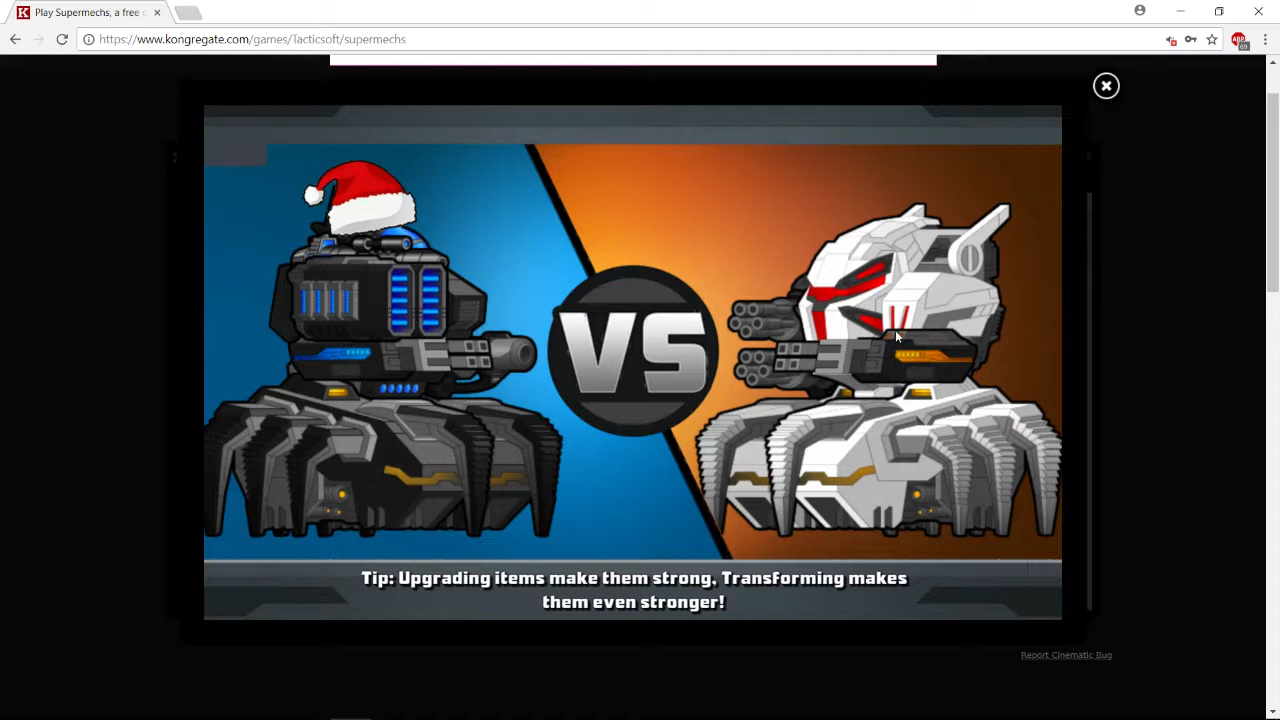 Play Supermechs, a free o
https://www.kongregate.com/games/Tacticsoft/supermechs
69
VS
Tip: Upgrading items make them strong, Transforming makes
them even stronger!
Report Cinematic Bug